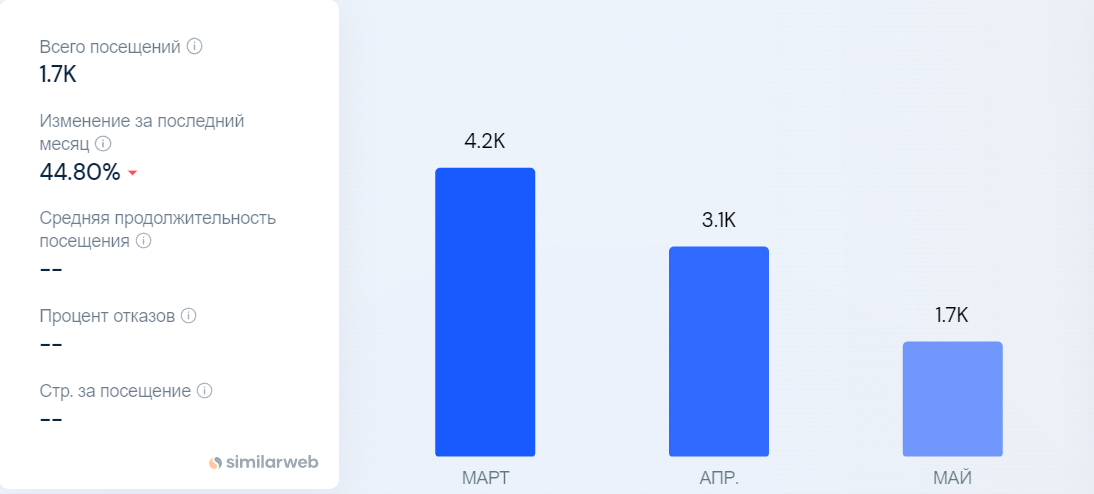 Всего посещений
1.7K
Изменение за последний
месяц
44.80%
Средняя продолжительность
посещения
--
Процент отказов
--
Стр. за посещение
--
similarweb
4.2K
3.1K
1.7K
МАРТ
АПР.
МАЙ